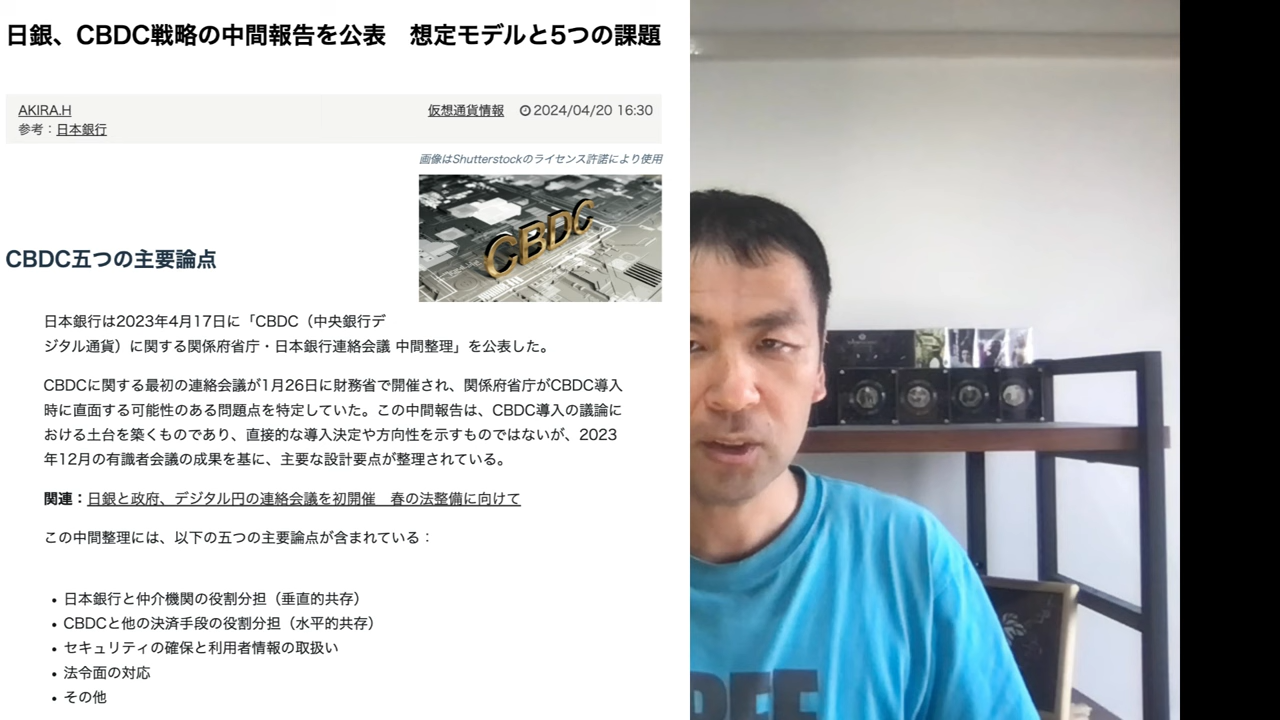 日銀、CBDC戦略の中間報告を公表　想定モデルと5つの課題
AKIRA.H
仮想通貨情報 2024/04/20 16:30
参考：日本銀行
画像はShutterstockのライセンス許諾により使用
CBDC
CBDC五つの主要論点
日本銀行は2023年4月17日に「CBDC（中央銀行デ
ジタル通貨）に関する関係府省庁・日本銀行連絡会議 中間整理」を公表した。
CBDCに関する最初の連絡会議が1月26日に財務省で開催され、関係府省庁がCBDC導入
時に直面する可能性のある問題点を特定していた。この中間報告は、CBDC導入の議論に
おける土台を築くものであり、直接的な導入決定や方向性を示すものではないが、2023
年12月の有識者会議の成果を基に、主要な設計要点が整理されている。
関連：日銀と政府、デジタル円の連絡会議を初開催　春の法整備に向けて
この中間整理には、以下の五つの主要論点が含まれている：
• 日本銀行と仲介機関の役割分担（垂直的共存）
• CBDCと他の決済手段の役割分担（水平的共存）
• セキュリティの確保と利用者情報の取扱い
• 法令面の対応
• その他